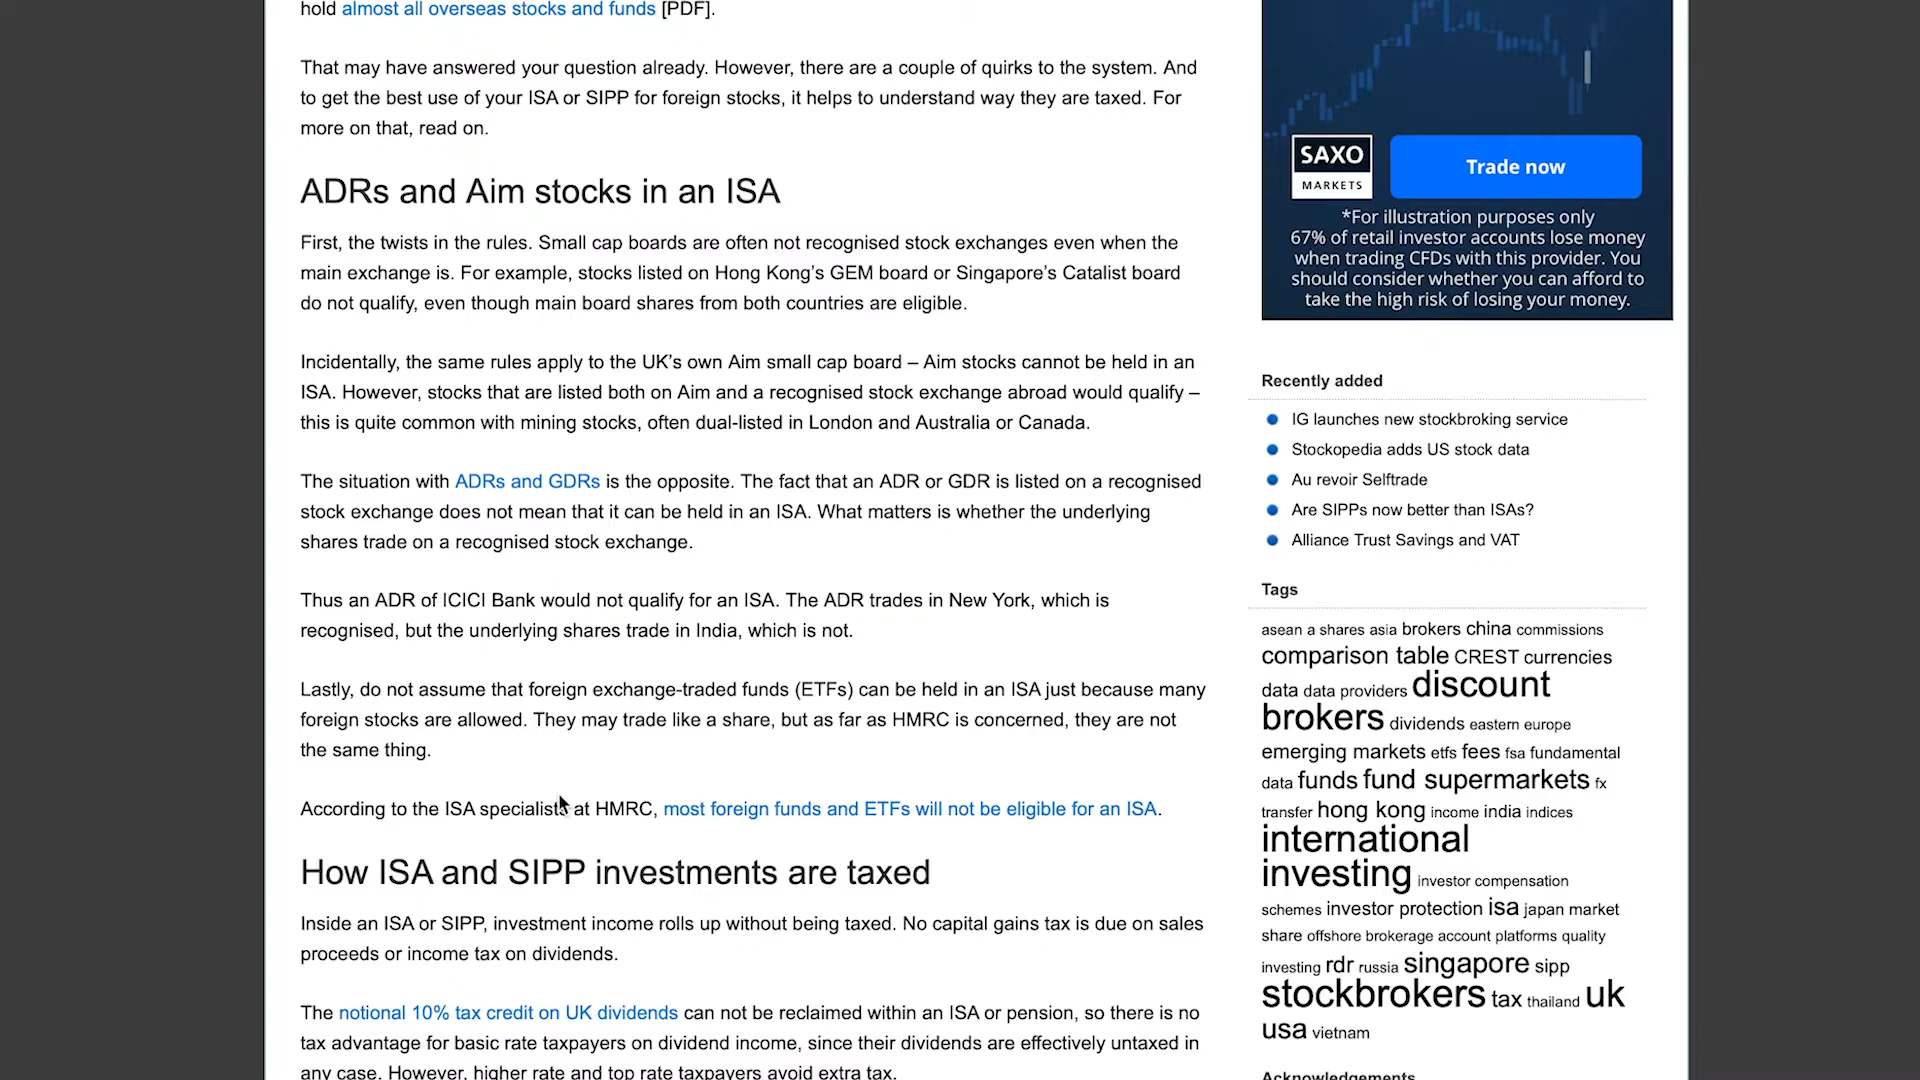 hold almost all overseas stocks and funds [PDF].
That may have answered your question already. However, there are a couple of quirks to the system. And
to get the best use of your ISA or SIPP for foreign stocks, it helps to understand way they are taxed. For
more on that, read on.
ADRs and Aim stocks in an ISA
First, the twists in the rules. Small cap boards are often not recognised stock exchanges even when the
main exchange is. For example, stocks listed on Hong Kong’s GEM board or Singapore’s Catalist board
do not qualify, even though main board shares from both countries are eligible.
Incidentally, the same rules apply to the UK’s own Aim small cap board – Aim stocks cannot be held in an
ISA. However, stocks that are listed both on Aim and a recognised stock exchange abroad would qualify –
this is quite common with mining stocks, often dual-listed in London and Australia or Canada.
The situation with ADRs and GDRs is the opposite. The fact that an ADR or GDR is listed on a recognised
stock exchange does not mean that it can be held in an ISA. What matters is whether the underlying
shares trade on a recognised stock exchange.
Thus an ADR of ICICI Bank would not qualify for an ISA. The ADR trades in New York, which is
recognised, but the underlying shares trade in India, which is not.
Lastly, do not assume that foreign exchange-traded funds (ETFs) can be held in an ISA just because many
foreign stocks are allowed. They may trade like a share, but as far as HMRC is concerned, they are not
the same thing.
According to the ISA specialists at HMRC, most foreign funds and ETFs will not be eligible for an ISA.
How ISA and SIPP investments are taxed
Inside an ISA or SIPP, investment income rolls up without being taxed. No capital gains tax is due on sales
proceeds or income tax on dividends.
The notional 10% tax credit on UK dividends can not be reclaimed within an ISA or pension, so there is no
tax advantage for basic rate taxpayers on dividend income, since their dividends are effectively untaxed in
any case. However, higher rate and top rate taxpayers avoid extra tax.
SAXO
MARKETS
Trade now
*For illustration purposes only
67% of retail investor accounts lose money
when trading CFDs with this provider. You
should consider whether you can afford to
take the high risk of losing your money.
Recently added
IG launches new stockbroking service
Stockopedia adds US stock data
Au revoir Selftrade
Are SIPPs now better than ISAs?
Alliance Trust Savings and VAT
Tags
asean a shares asia brokers china commissions
comparison table CREST currencies
data data providers discount
brokers dividends eastern europe
emerging markets etfs fees fsa fundamental
data funds fund supermarkets fx
transfer hong kong income india indices
international
investing investor compensation
schemes investor protection isa japan market
share offshore brokerage account platforms quality
investing rdr russia singapore sipp
stockbrokers tax thailand uk
usa vietnam
Acknowledgements